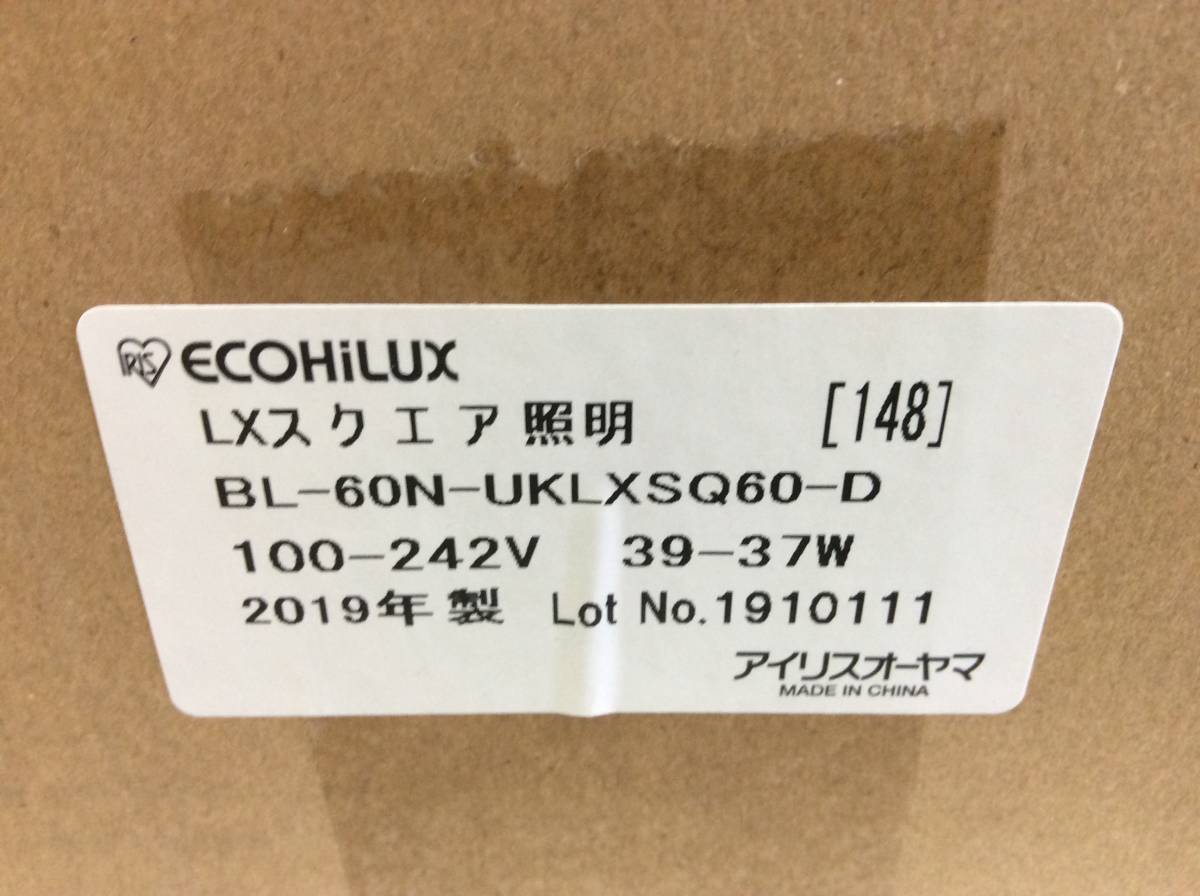 IRIS ECOHiLUX
LXスクエア照明 [148]
BL-60N-UKLXSQ60-D
100-242V 39-37W
2019年製 Lot No.1910111
アイリスオーヤマ
MADE IN CHINA